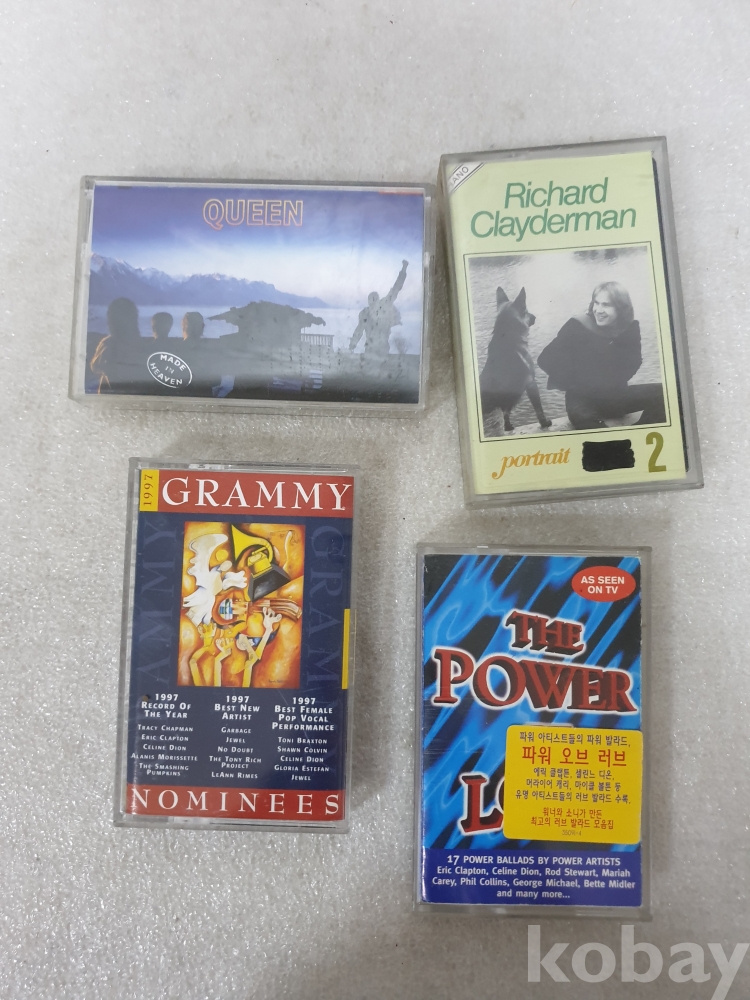 QUEEN
MADE
IN
HEAVEN
Richard
Clayderman
portrait
2
1997
GRAMMY
1997
RECORD OF
THE YEAR
TRACY CHAPMAN
ERIC CLAPTON
CELINE DION
ALANIS MORISSETTE
THE SMASHING
PUMPKINS
1997
BEST NEW
ARTIST
GARBAGE
JEWEL
NO DOUBT
THE TONY RICH
PROJECT
LEANN RIMES
1997
BEST FEMALE
POP VOCAL
PERFORMANCE
TONI BRAXTON
SHAWN COLVIN
CELINE DION
GLORIA ESTEFAN
JEWEL
NOMINEES
AS SEEN
ON TV
THE
POWER
파워 아티스트들의 파워 발라드,
파워 오브 러브
에릭 클랩튼, 셀린느 디온,
머라이어 캐리, 마이클 볼튼 등
유명 아티스트들의 러브 발라드 수록,
워너와 소니가 만든
최고의 러브 발라드 모음집
17 POWER BALLADS BY POWER ARTISTS
Eric Clapton, Celine Dion, Rod Stewart, Mariah
Carey, Phil Collins, George Michael, Bette Midler
and many more...
kobay